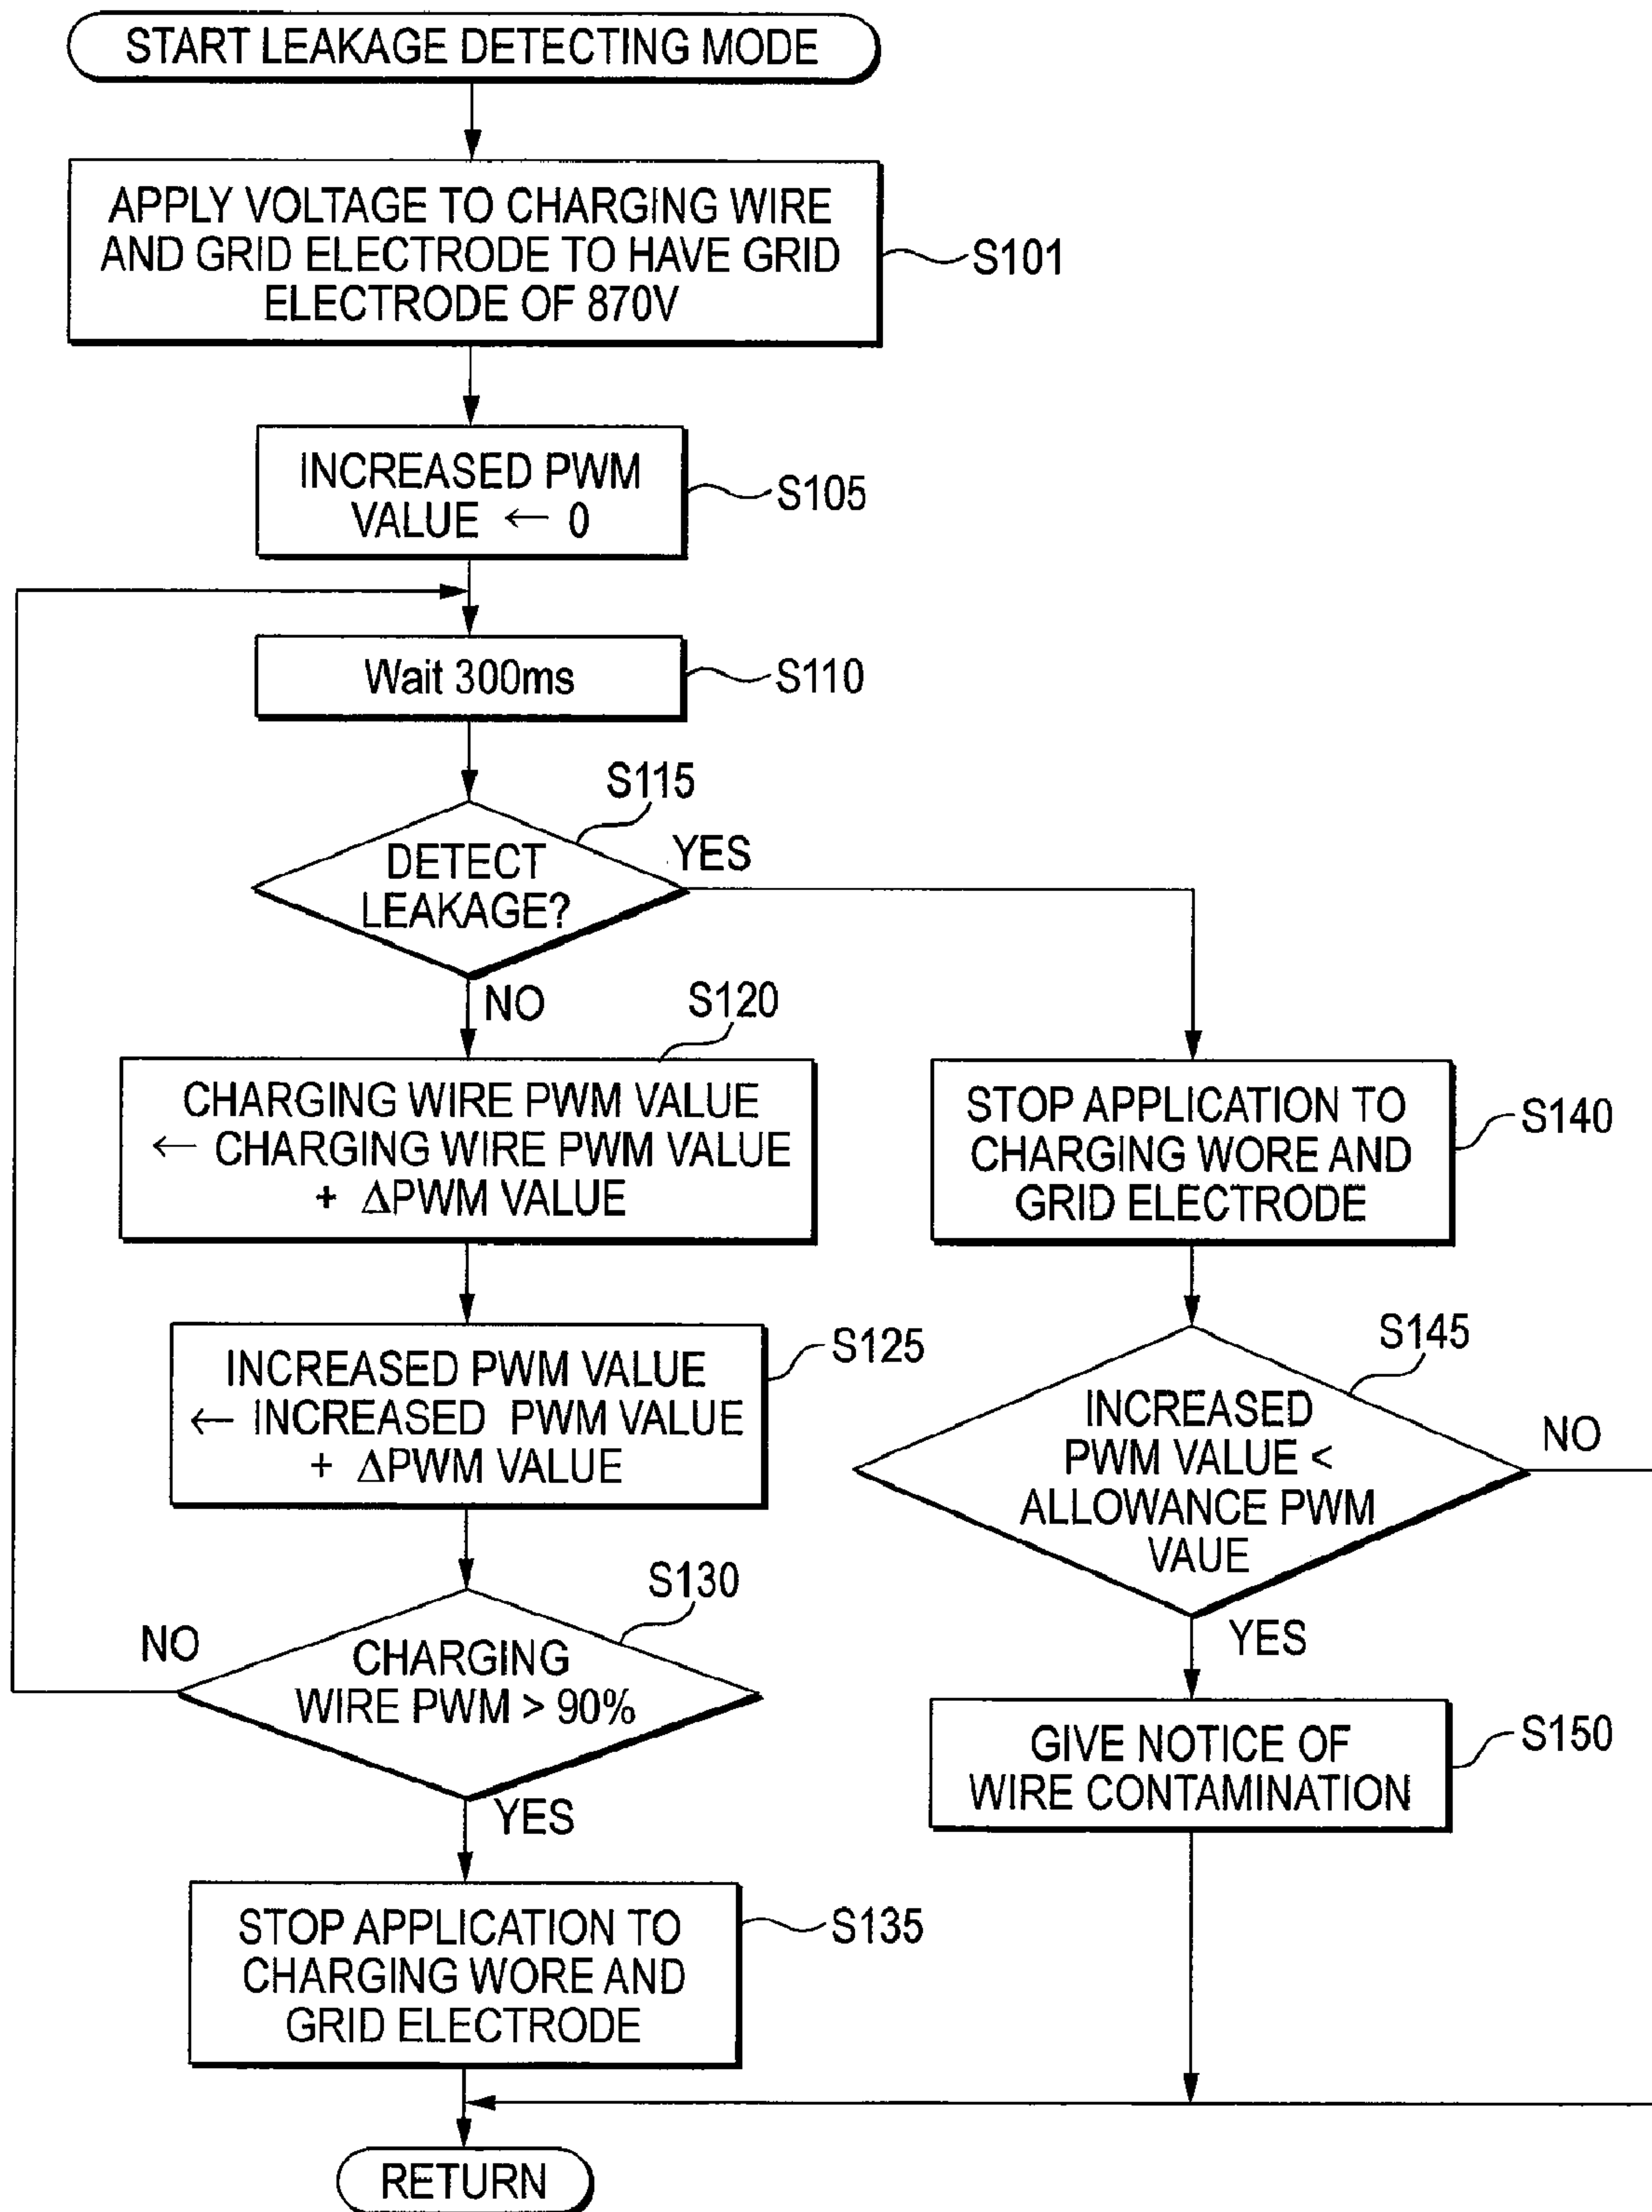 START LEAKAGE DETECTING MODE
APPLY VOLTAGE TO CHARGING WIRE
AND GRID ELECTRODE TO HAVE GRID
ELECTRODE OF 870V
S101
INCREASED PWM
VALUE ← 0
S105
Wait 300ms
S110
S115
DETECT
LEAKAGE?
YES
NO
S120
CHARGING WIRE PWM VALUE
← CHARGING WIRE PWM VALUE
+ ΔPWM VALUE
STOP APPLICATION TO
CHARGING WORE AND
GRID ELECTRODE
S140
INCREASED PWM VALUE
← INCREASED PWM VALUE
+ ΔPWM VALUE
S125
S145
INCREASED
PWM VALUE <
ALLOWANCE PWM
VAUE
NO
YES
S130
NO
CHARGING
WIRE PWM > 90%
YES
GIVE NOTICE OF
WIRE CONTAMINATION
S150
STOP APPLICATION TO
CHARGING WORE AND
GRID ELECTRODE
S135
RETURN